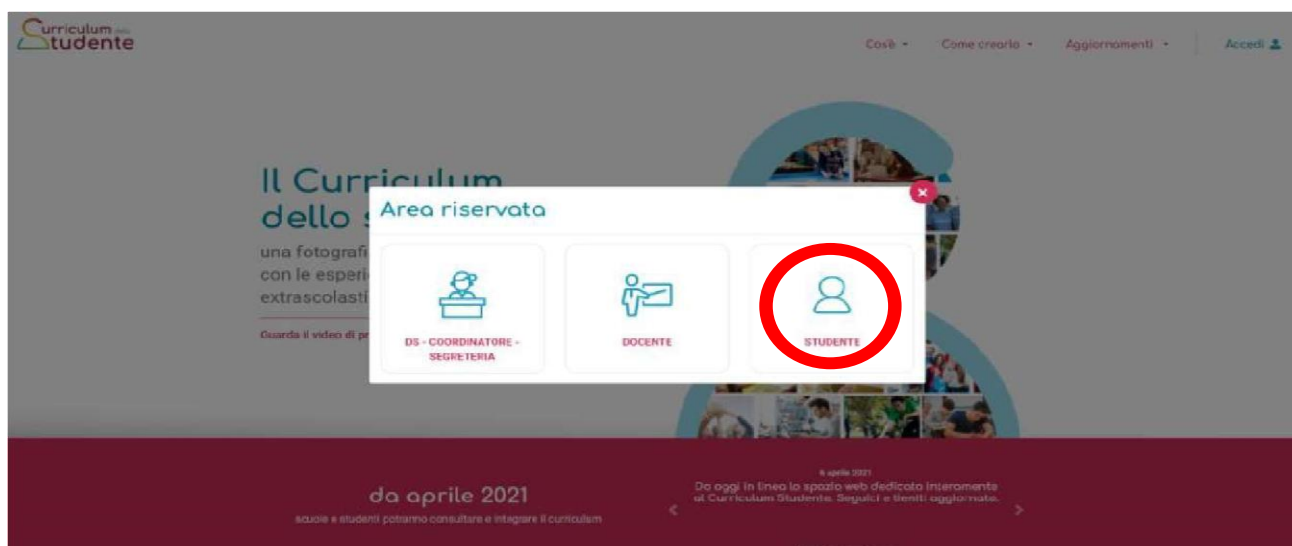 Curriculum dello
Studente
Cos'è
Come crearlo
Aggiornamenti
Accedi
Il Curriculum
dello s
Area riservata
una fotografi
con le esperi
extrascolasti
Guarda il video di pr
DS - COORDINATORE -
SEGRETERIA
DOCENTE
STUDENTE
da aprile 2021
scuole e studenti potranno consultare e integrare il curriculum
6 aprile 2021
Da oggi in linea lo spazio web dedicato interamente
al Curriculum Studente. Seguici e tieniti aggiornato.